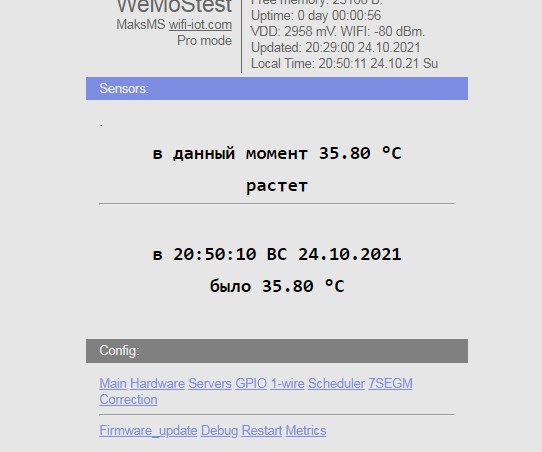 WeMoStest
MaksMS wifi-iot.com
Pro mode
Free memory: 25168 B.
Uptime: 0 day 00:00:56
VDD: 2958 mV. WIFI: -80 dBm.
Updated: 20:29:00 24.10.2021
Local Time: 20:50:11 24.10.21 Su
Sensors:
.
в данный момент 35.80 °C
растет
в 20:50:10 ВС 24.10.2021
было 35.80 °C
Config:
Main Hardware Servers GPIO 1-wire Scheduler 7SEGM
Correction
Firmware_update Debug Restart Metrics